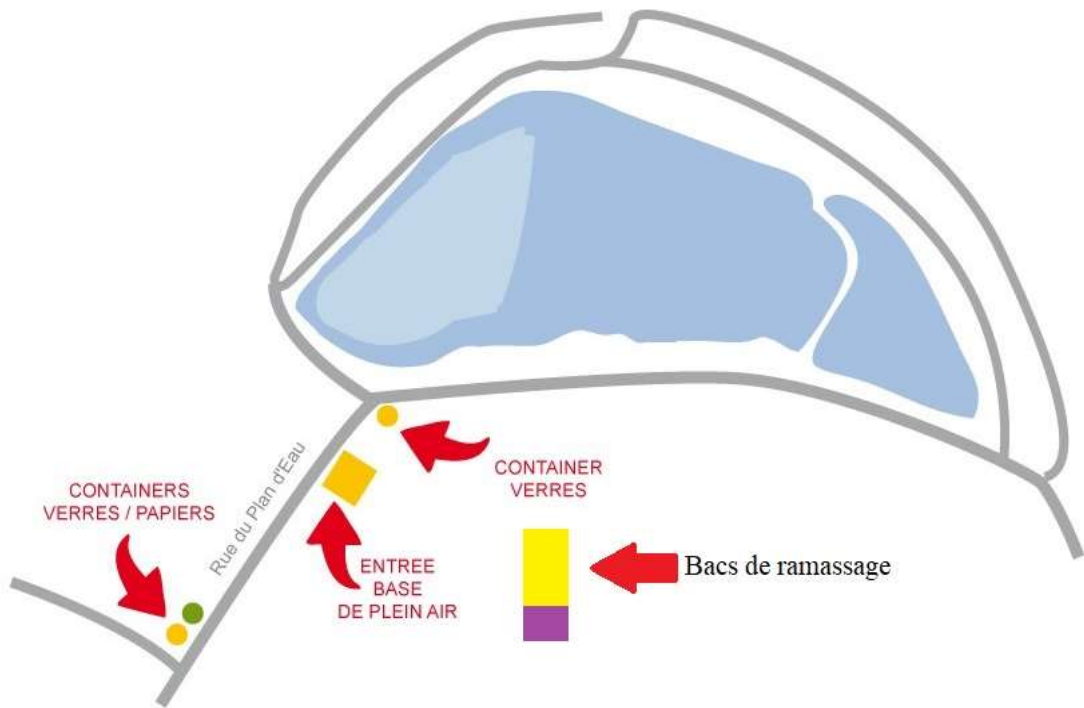 Rue du Plan d'Eau
CONTAINERS
VERRES / PAPIERS
CONTAINER
VERRES
ENTREE
BASE
DE PLEIN AIR
Bacs de ramassage